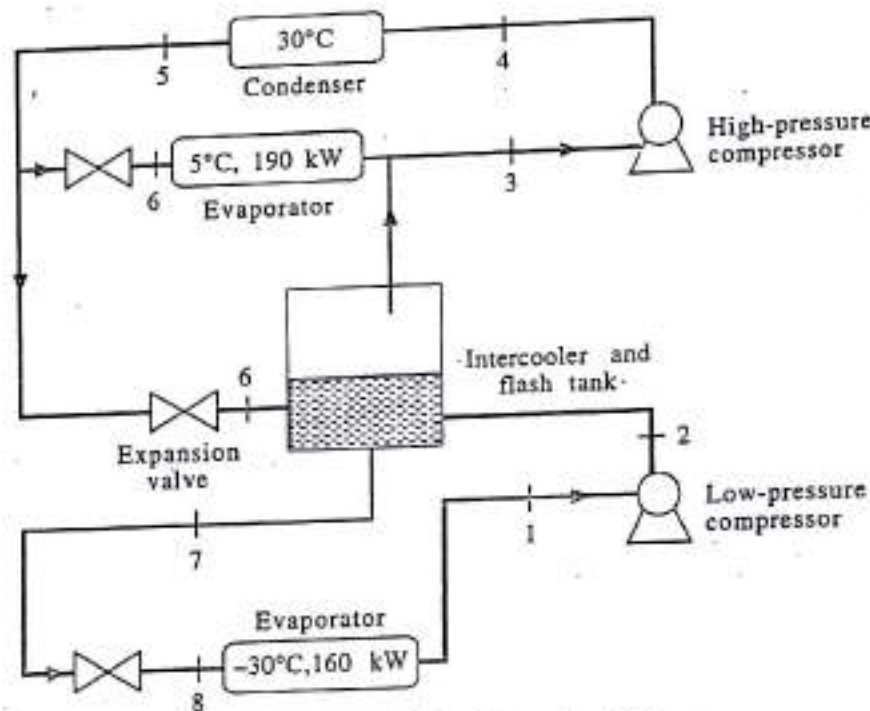 30°C
5
4
Condenser
High-pressure
compressor
5°C, 190 kW
6
3
Evaporator
6
Intercooler and
flash tank
Expansion
valve
2
Low-pressure
compressor
1
7
Evaporator
–30°C, 160 kW
8